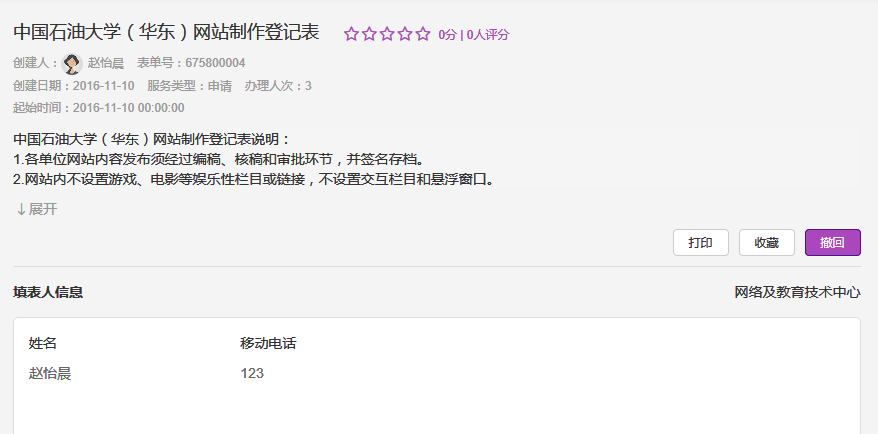 中国石油大学（华东）网站制作登记表 0分 | 0人评分
创建人： 赵怡晨 表单号：675800004
创建日期：2016-11-10 服务类型：申请 办理人次：3
起始时间：2016-11-10 00:00:00
中国石油大学（华东）网站制作登记表说明：
1.各单位网站内容发布须经过编稿、核稿和审批环节，并签名存档。
2.网站内不设置游戏、电影等娱乐性栏目或链接，不设置交互栏目和悬浮窗口。
↓展开
打印 收藏 撤回
填表人信息 网络及教育技术中心
姓名 移动电话
赵怡晨 123